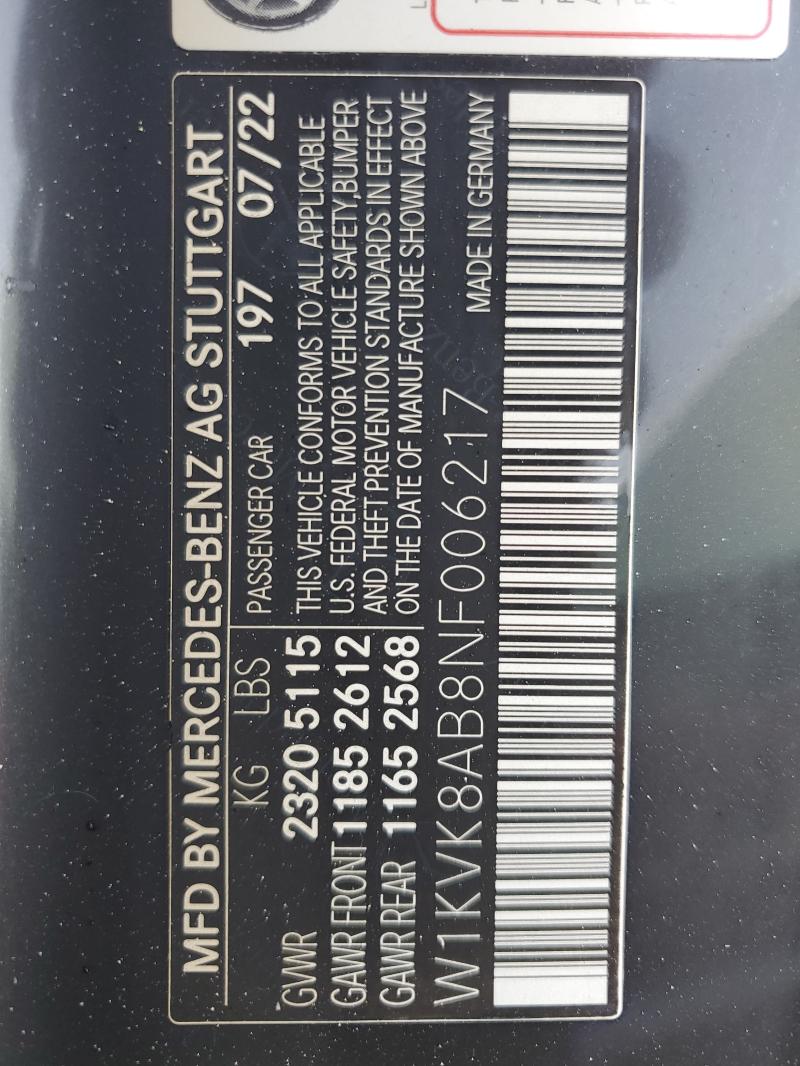 MFD BY MERCEDES-BENZ AG STUTTGART
KG LBS PASSENGER CAR 197 07/22
GVWR 2320 5115 THIS VEHICLE CONFORMS TO ALL APPLICABLE
GAWR FRONT 1185 2612 U.S. FEDERAL MOTOR VEHICLE SAFETY,BUMPER
GAWR REAR 1165 2568 AND THEFT PREVENTION STANDARDS IN EFFECT
ON THE DATE OF MANUFACTURE SHOWN ABOVE
W1KVK8AB8NF006217 MADE IN GERMANY